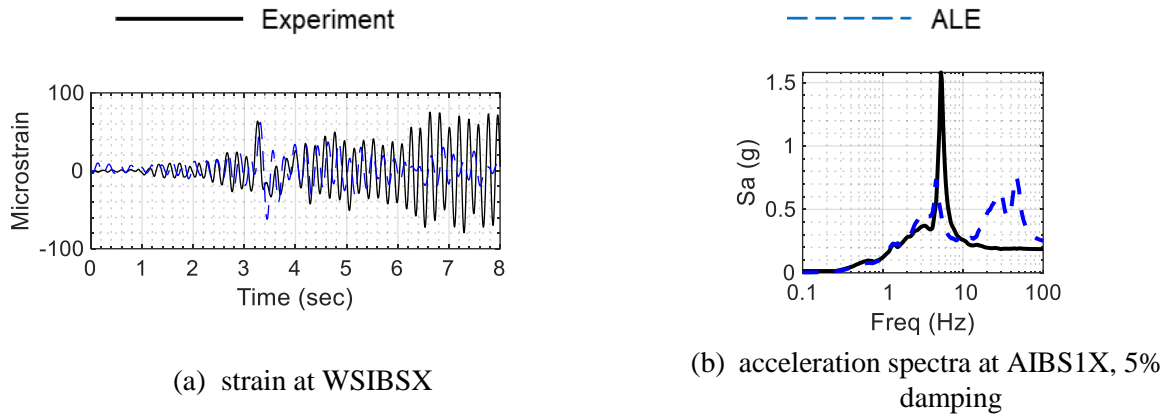 Experiment
ALE
100
0
-100
Microstrain
0 1 2 3 4 5 6 7 8
Time (sec)
(a) strain at WSIBSX
1.5
1
0.5
0
Sa (g)
0.1 1 10 100
Freq (Hz)
(b) acceleration spectra at AIBS1X, 5%
damping